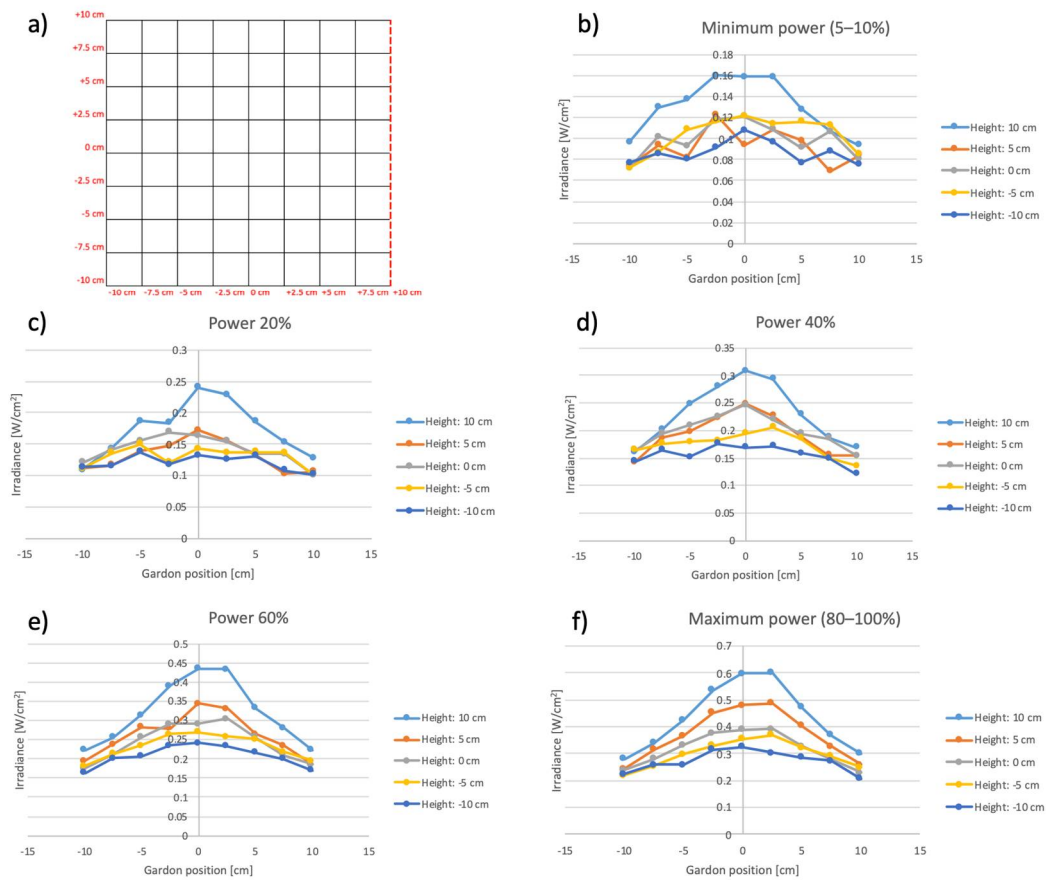 a)
+10 cm
+7.5 cm
+5 cm
+2.5 cm
0 cm
-2.5 cm
-5 cm
-7.5 cm
-10 cm
-10 cm -7.5 cm -5 cm -2.5 cm 0 cm +2.5 cm +5 cm +7.5 cm +10 cm
b)
Minimum power (5–10%)
Irradiance [W/cm²]
0.18
0.16
0.14
0.12
0.1
0.08
0.06
0.04
0.02
0
-15 -10 -5 0 5 10 15
Gardon position [cm]
Height: 10 cm
Height: 5 cm
Height: 0 cm
Height: -5 cm
Height: -10 cm
c)
Power 20%
Irradiance [W/cm²]
0.3
0.25
0.2
0.15
0.1
0.05
0
-15 -10 -5 0 5 10 15
Gardon position [cm]
Height: 10 cm
Height: 5 cm
Height: 0 cm
Height: -5 cm
Height: -10 cm
d)
Power 40%
Irradiance [W/cm²]
0.35
0.3
0.25
0.2
0.15
0.1
0.05
0
-15 -10 -5 0 5 10 15
Gardon position [cm]
Height: 10 cm
Height: 5 cm
Height: 0 cm
Height: -5 cm
Height: -10 cm
e)
Power 60%
Irradiance [W/cm²]
0.5
0.45
0.4
0.35
0.3
0.25
0.2
0.15
0.1
0.05
0
-15 -10 -5 0 5 10 15
Gardon position [cm]
Height: 10 cm
Height: 5 cm
Height: 0 cm
Height: -5 cm
Height: -10 cm
f)
Maximum power (80–100%)
Irradiance [W/cm²]
0.7
0.6
0.5
0.4
0.3
0.2
0.1
0
-15 -10 -5 0 5 10 15
Gardon position [cm]
Height: 10 cm
Height: 5 cm
Height: 0 cm
Height: -5 cm
Height: -10 cm